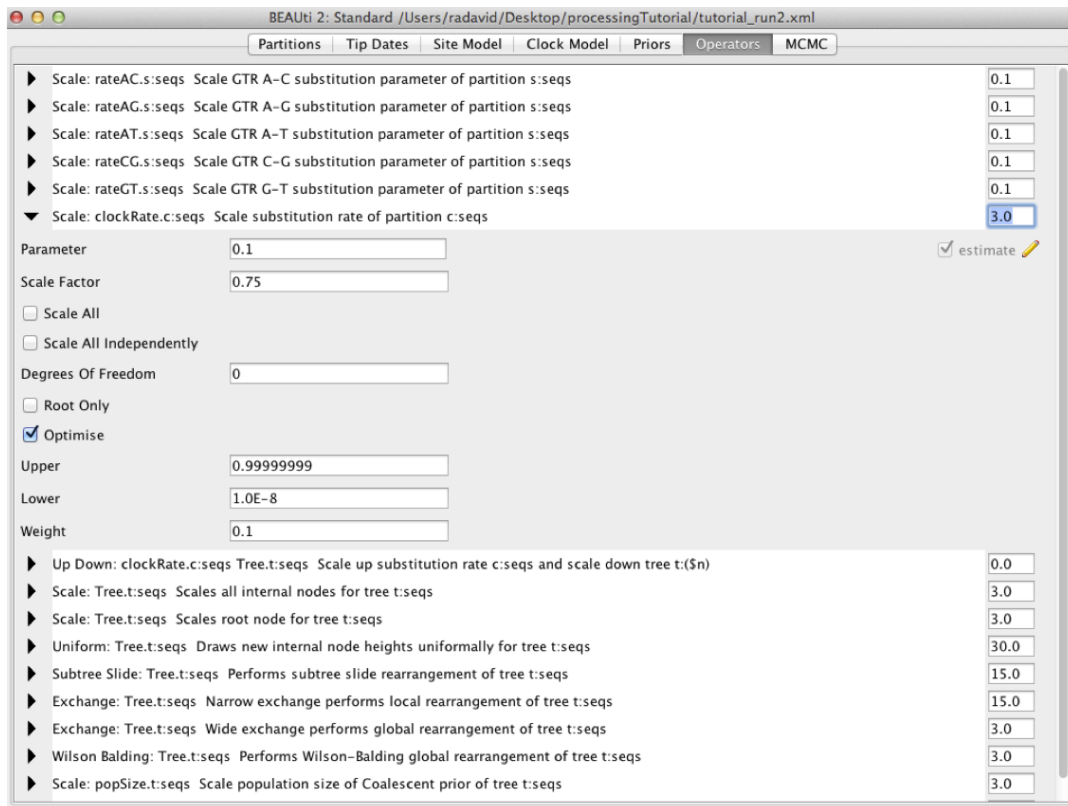 BEAUti 2: Standard /Users/radavid/Desktop/processingTutorial/tutorial_run2.xml
Partitions Tip Dates Site Model Clock Model Priors Operators MCMC
Scale: rateAC.s:seqs Scale GTR A-C substitution parameter of partition s:seqs 0.1
Scale: rateAG.s:seqs Scale GTR A-G substitution parameter of partition s:seqs 0.1
Scale: rateAT.s:seqs Scale GTR A-T substitution parameter of partition s:seqs 0.1
Scale: rateCG.s:seqs Scale GTR C-G substitution parameter of partition s:seqs 0.1
Scale: rateGT.s:seqs Scale GTR G-T substitution parameter of partition s:seqs 0.1
Scale: clockRate.c:seqs Scale substitution rate of partition c:seqs 3.0
Parameter 0.1 estimate
Scale Factor 0.75
Scale All
Scale All Independently
Degrees Of Freedom 0
Root Only
Optimise
Upper 0.99999999
Lower 1.0E-8
Weight 0.1
Up Down: clockRate.c:seqs Tree.t:seqs Scale up substitution rate c:seqs and scale down tree t:($n) 0.0
Scale: Tree.t:seqs Scales all internal nodes for tree t:seqs 3.0
Scale: Tree.t:seqs Scales root node for tree t:seqs 3.0
Uniform: Tree.t:seqs Draws new internal node heights uniformally for tree t:seqs 30.0
Subtree Slide: Tree.t:seqs Performs subtree slide rearrangement of tree t:seqs 15.0
Exchange: Tree.t:seqs Narrow exchange performs local rearrangement of tree t:seqs 15.0
Exchange: Tree.t:seqs Wide exchange performs global rearrangement of tree t:seqs 3.0
Wilson Balding: Tree.t:seqs Performs Wilson-Balding global rearrangement of tree t:seqs 3.0
Scale: popSize.t:seqs Scale population size of Coalescent prior of tree t:seqs 3.0